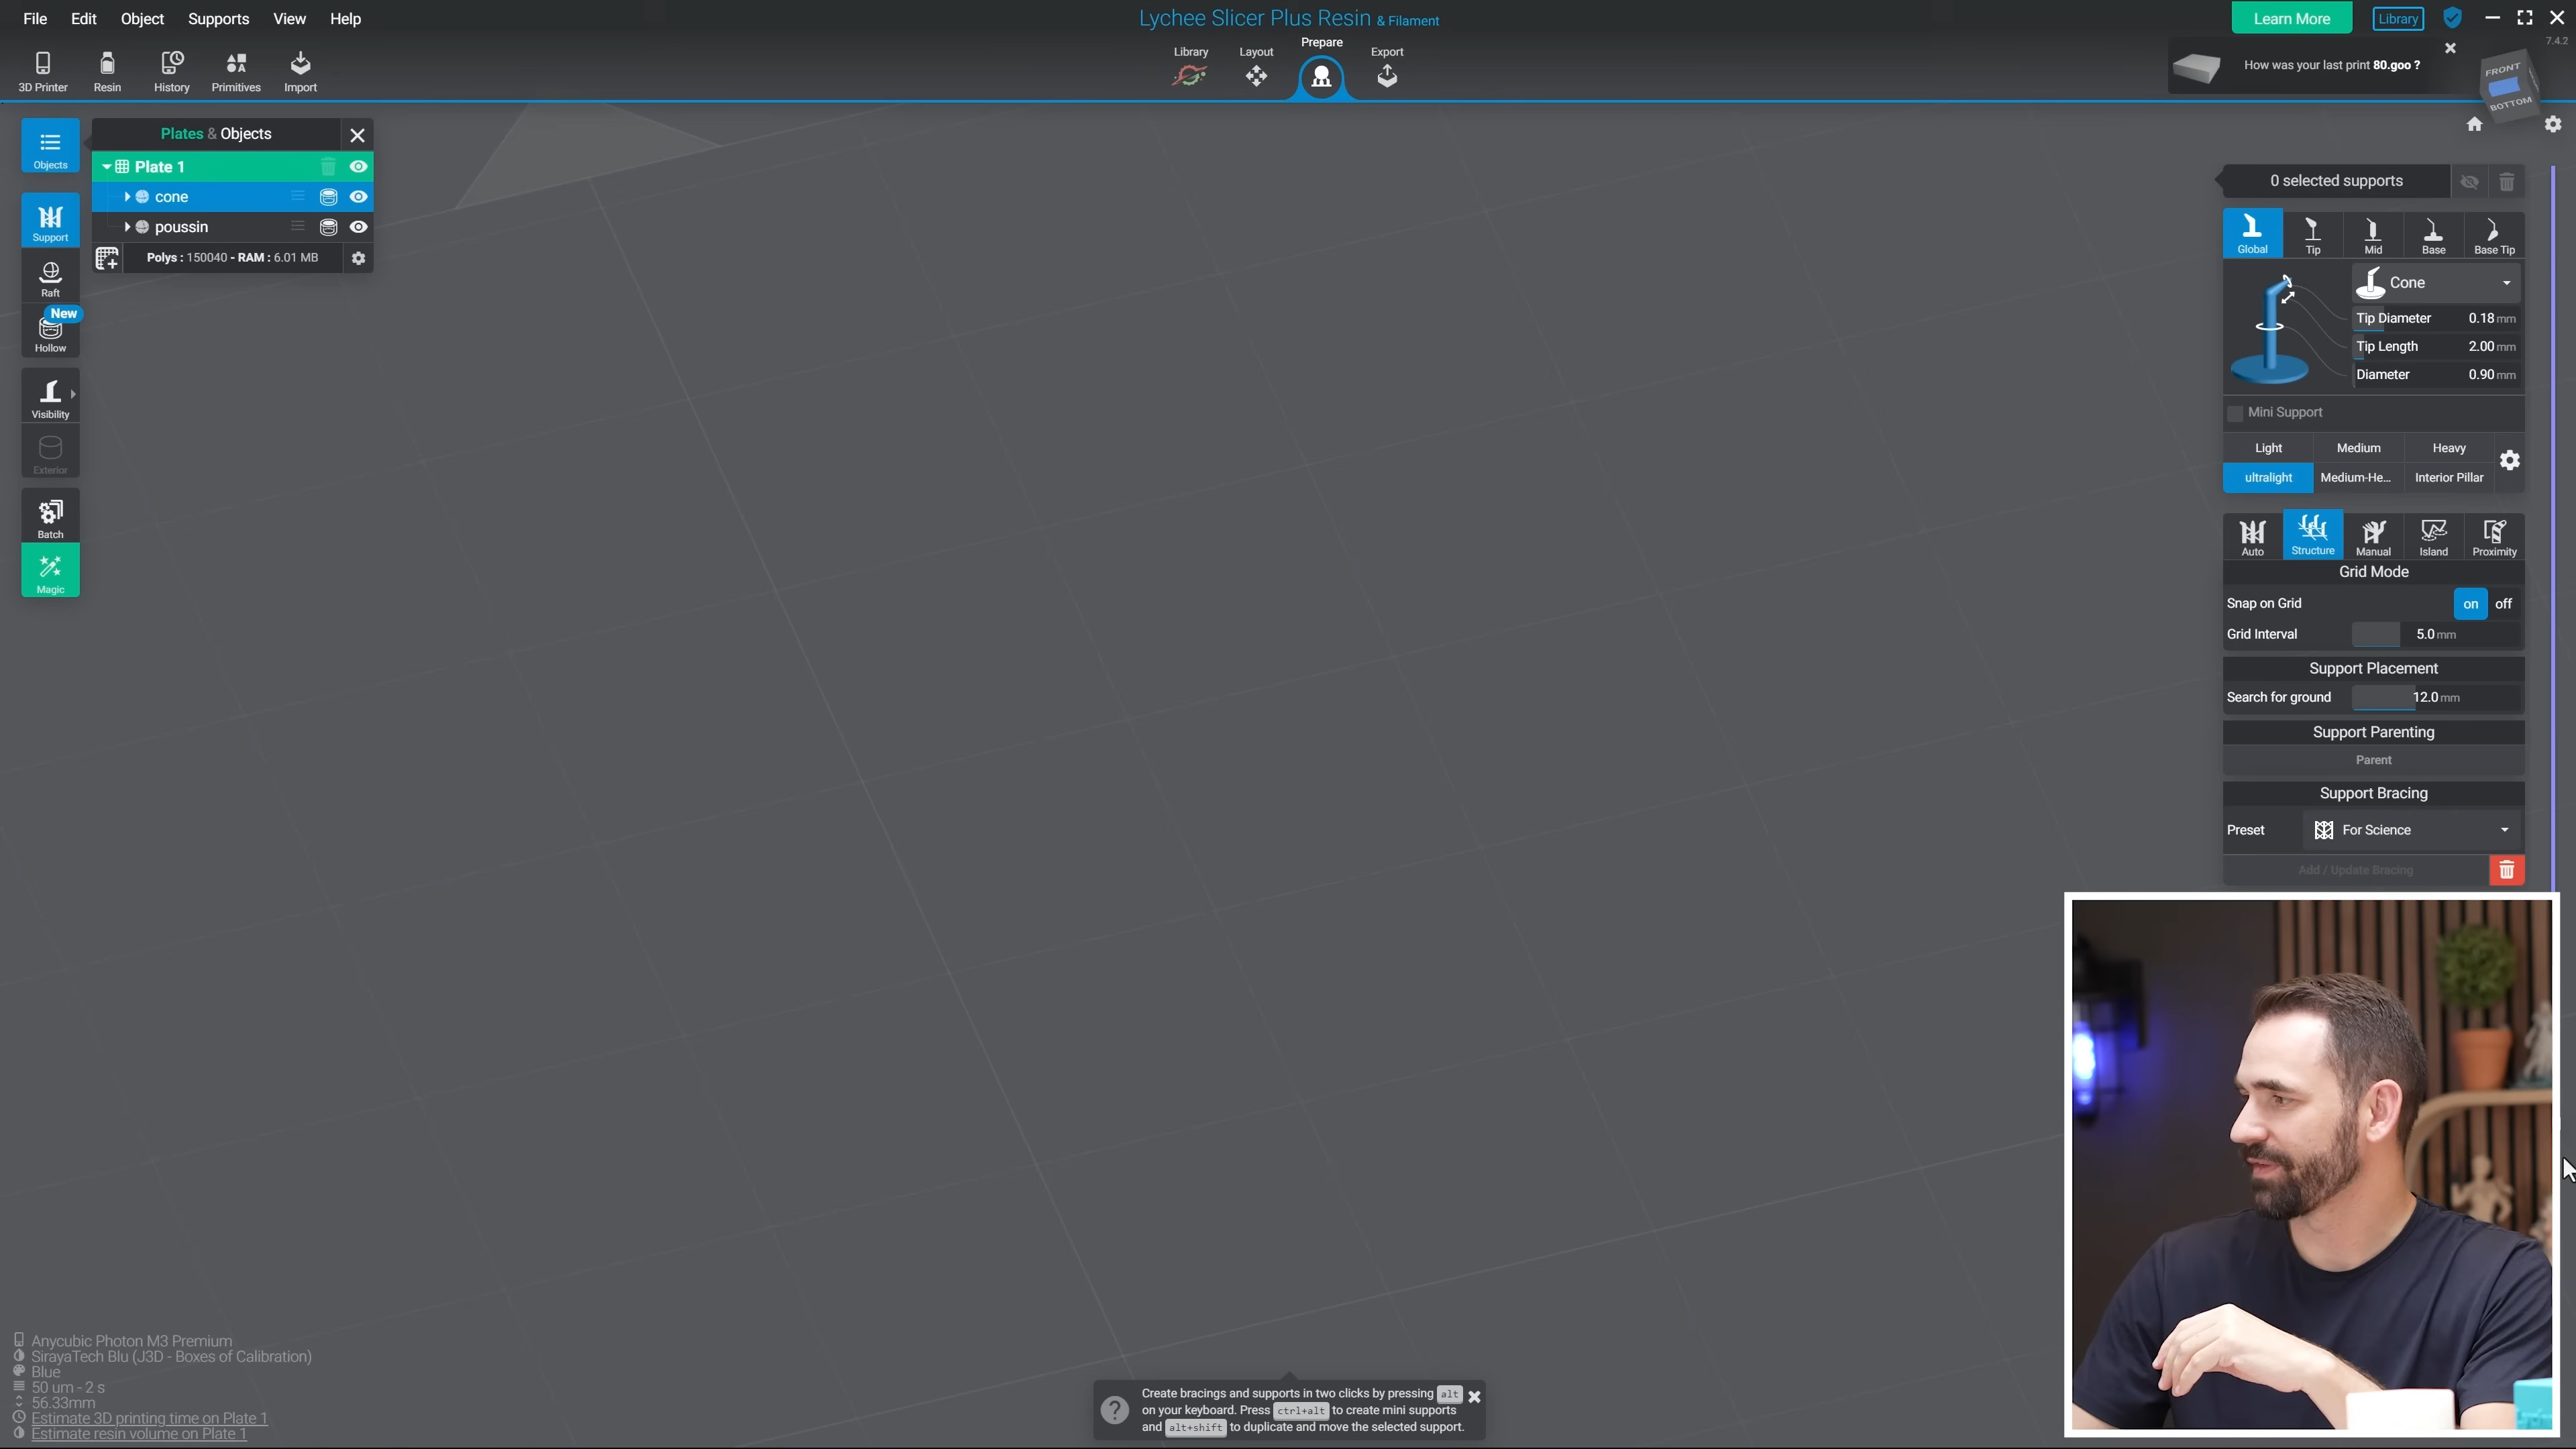 File Edit Object Supports View Help
Lychee Slicer Plus Resin & Filament
Learn More
Library
7.4.2
3D Printer
Resin
History
Primitives
Import
Library
Layout
Prepare
Export
How was your last print 80.goo ?
FRONT
BOTTOM
Objects
Support
Raft
New
Hollow
Visibility
Exterior
Batch
Magic
Plates & Objects
Plate 1
cone
poussin
Polys : 150040 - RAM : 6.01 MB
0 selected supports
Global Tip Mid Base Base Tip
Cone
Tip Diameter 0.18 mm
Tip Length 2.00 mm
Diameter 0.90 mm
Mini Support
Light Medium Heavy
ultralight Medium-He... Interior Pillar
Auto Structure Manual Island Proximity
Grid Mode
Snap on Grid on off
Grid Interval 5.0 mm
Support Placement
Search for ground 12.0 mm
Support Parenting
Parent
Support Bracing
Preset For Science
Add / Update Bracing
Anycubic Photon M3 Premium
SirayaTech Blu (J3D - Boxes of Calibration)
Blue
50 um - 2 s
56.33mm
Estimate 3D printing time on Plate 1
Estimate resin volume on Plate 1
Create bracings and supports in two clicks by pressing alt
on your keyboard. Press ctrl+alt to create mini supports
and alt+shift to duplicate and move the selected support.